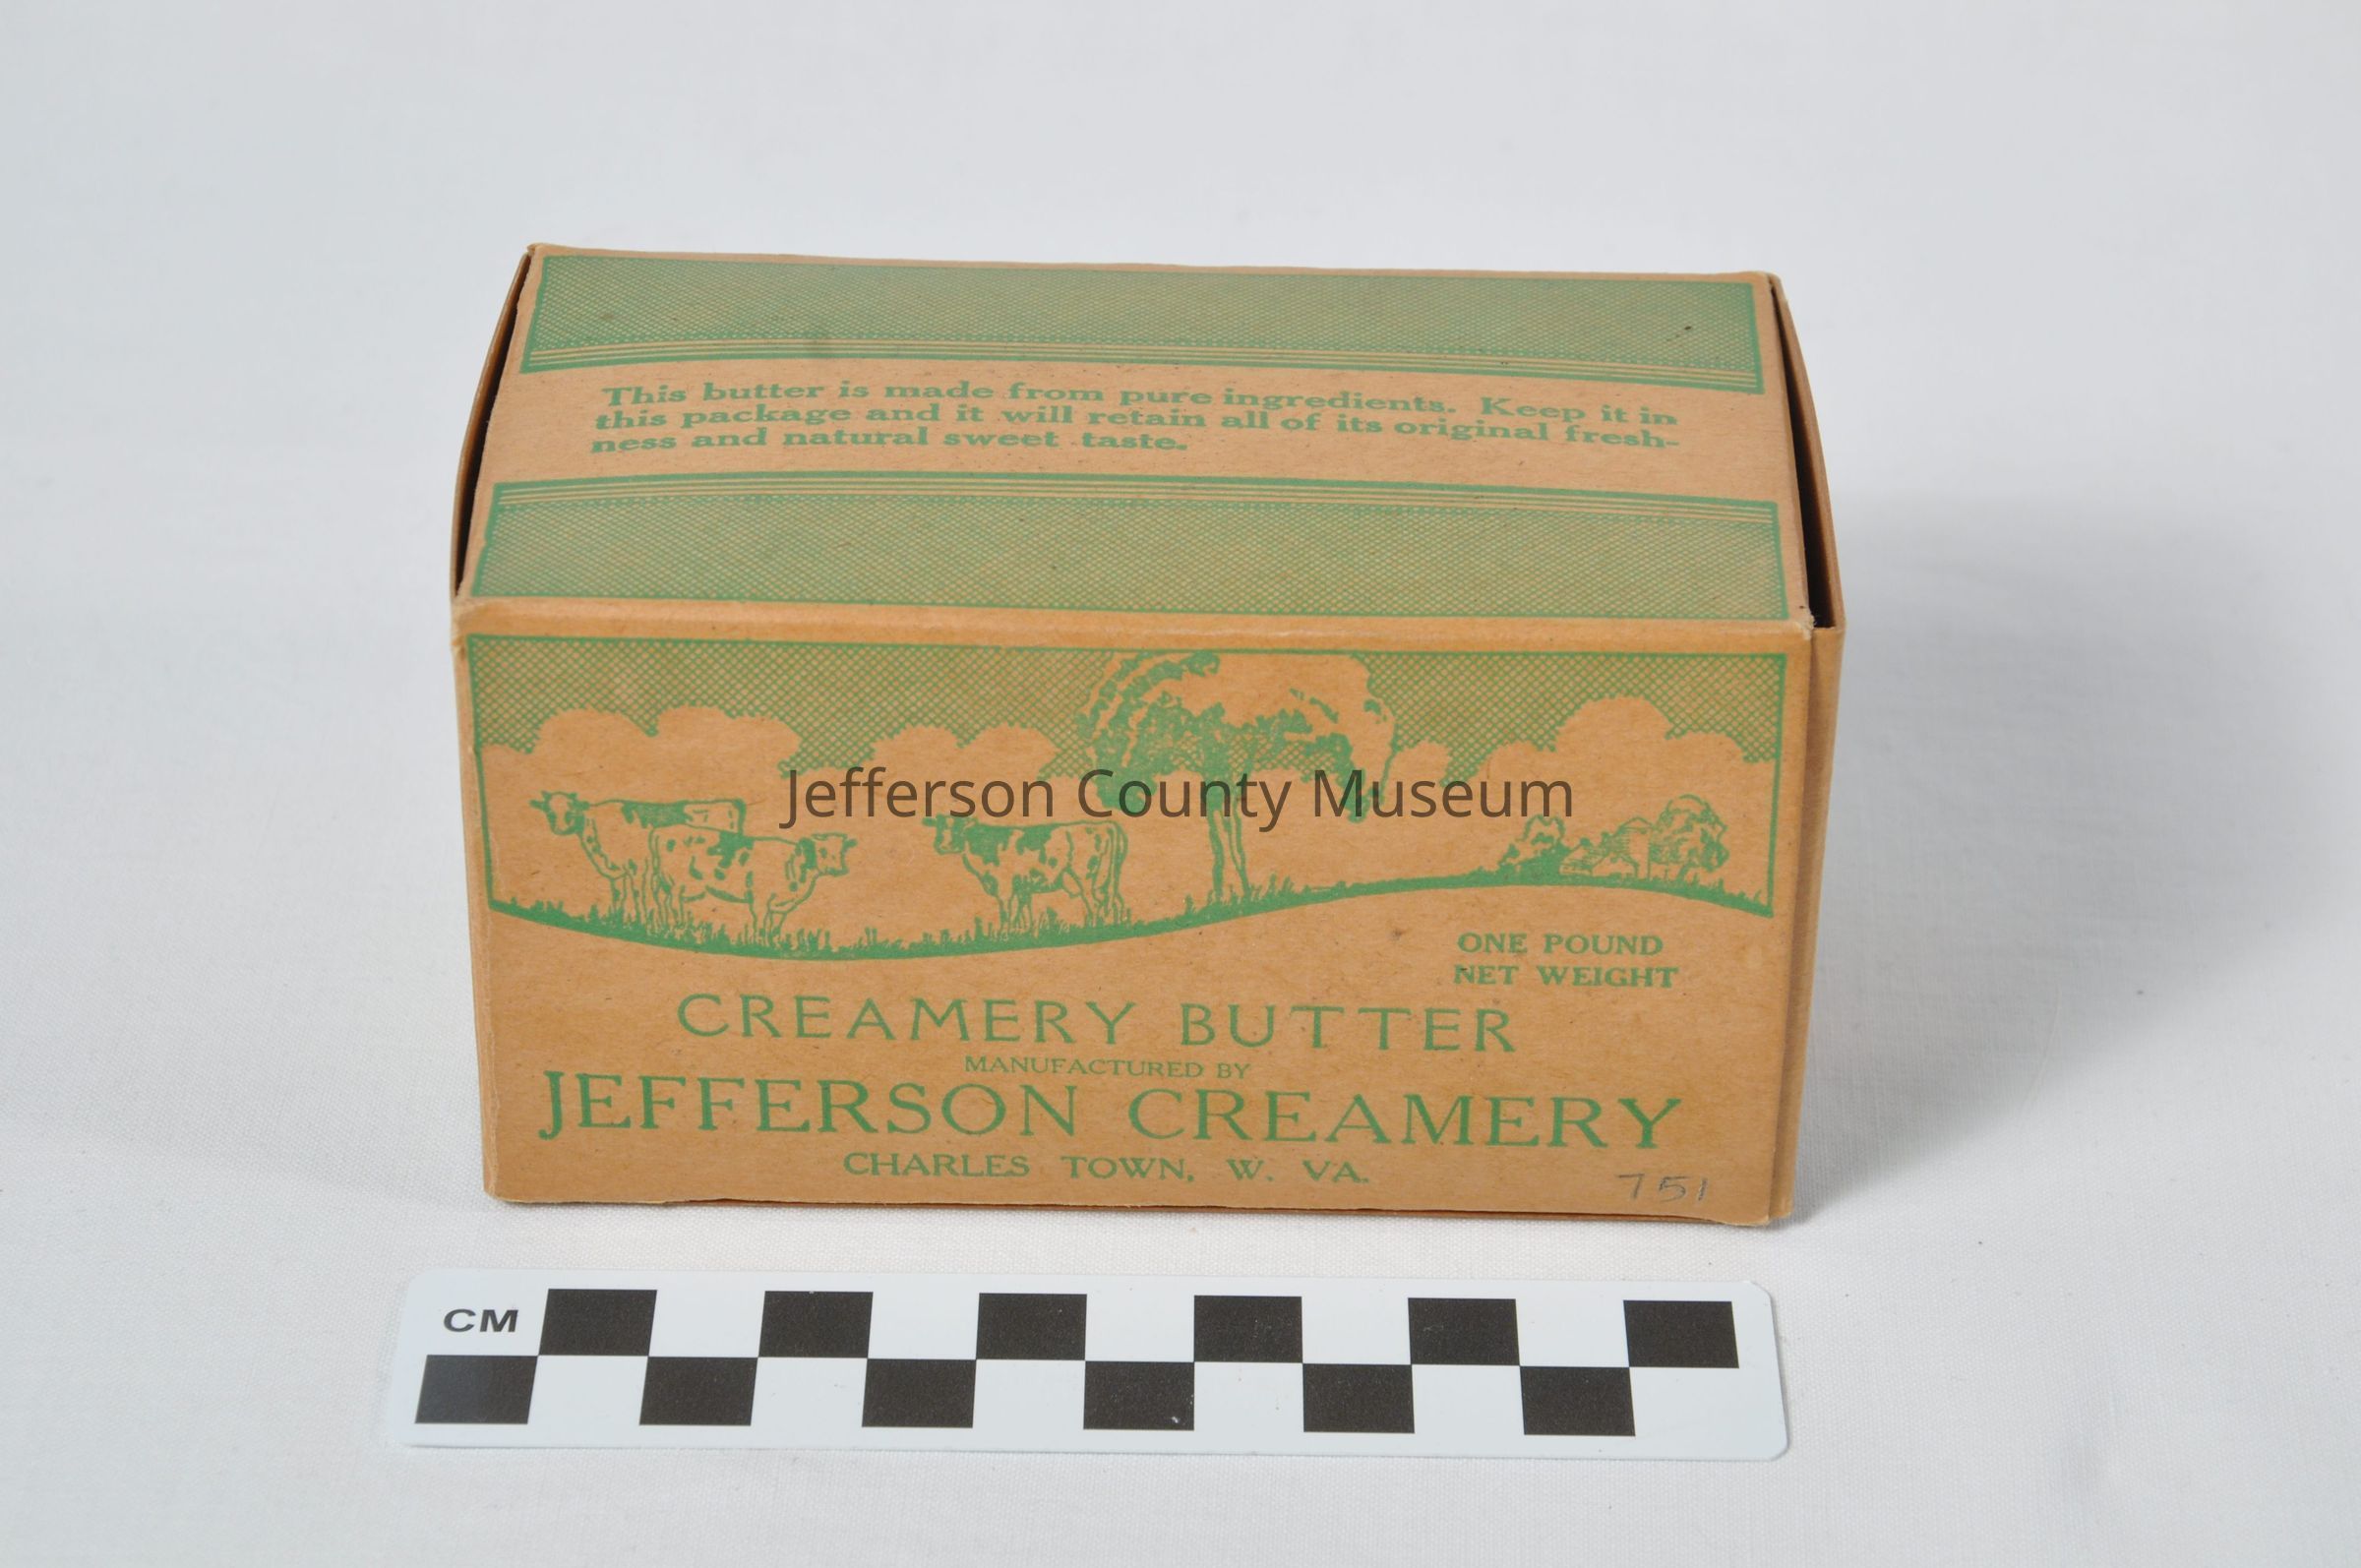 This butter is made from pure ingredients. Keep it in
this package and it will retain all of its original fresh-
ness and natural sweet taste.
Jefferson County Museum
ONE POUND
NET WEIGHT
CREAMERY BUTTER
MANUFACTURED BY
JEFFERSON CREAMERY
CHARLES TOWN, W. VA.
751
CM